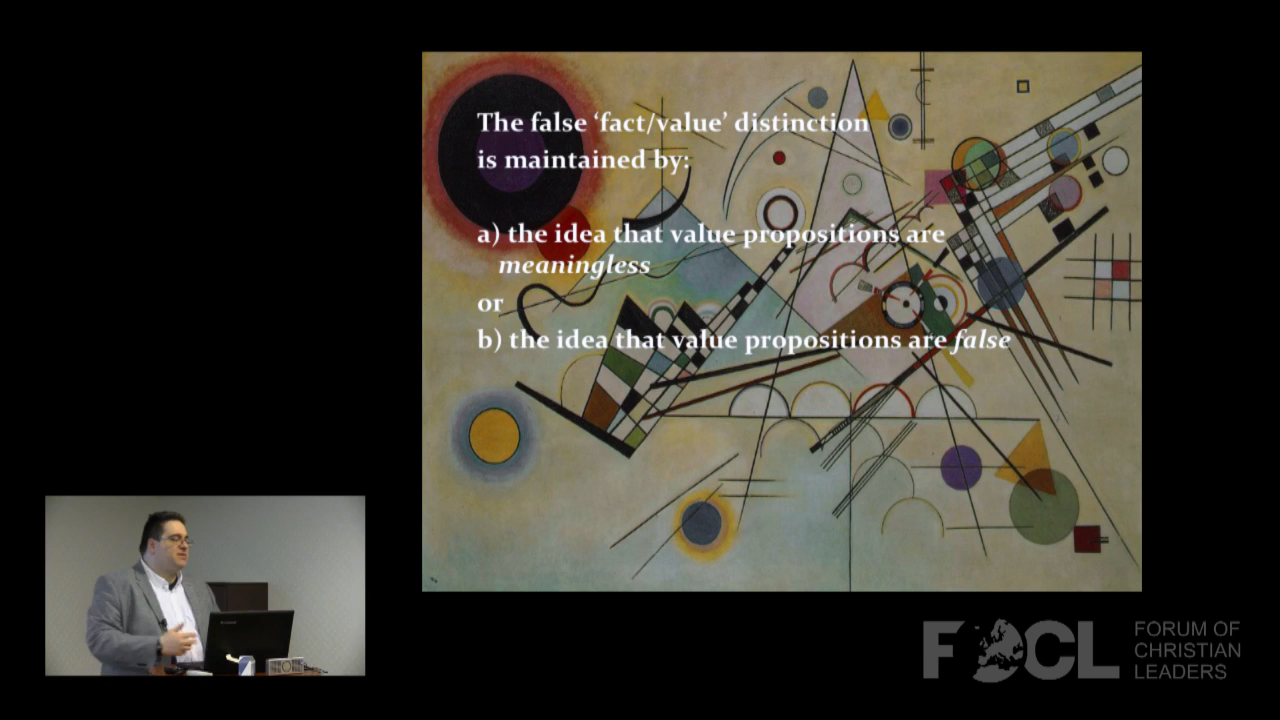 The false ‘fact/value’ distinction
is maintained by:
a) the idea that value propositions are
meaningless
or
b) the idea that value propositions are false
FOCL
FORUM OF
CHRISTIAN
LEADERS